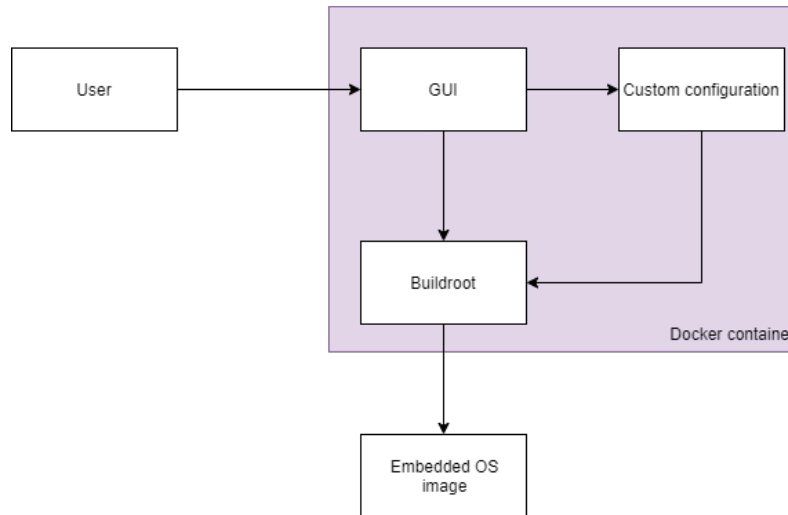 User
GUI
Custom configuration
Buildroot
Docker containe
Embedded OS
image